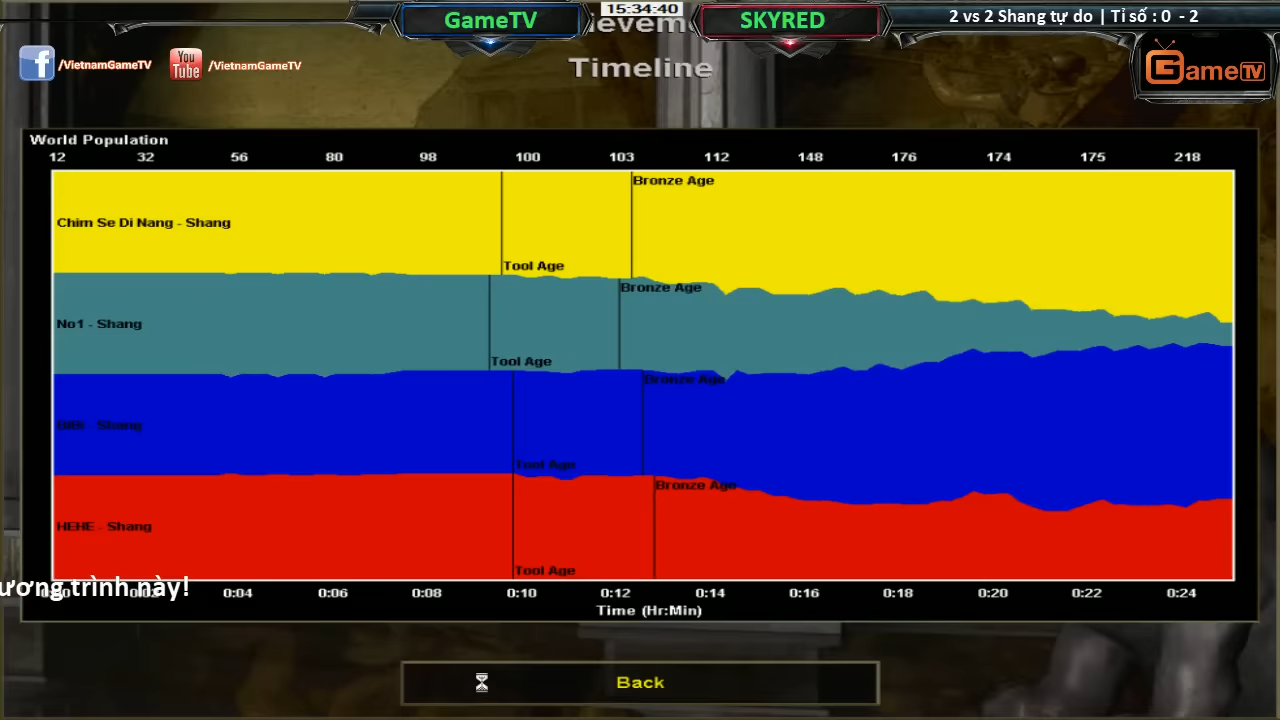 15:34:40
GameTV
SKYRED
2 vs 2 Shang tự do | Tỉ số : 0 - 2
/VietnamGameTV
You Tube /VietnamGameTV
GameTV
Timeline
World Population
12 32 56 80 98 100 103 112 148 176 174 175 218
Bronze Age
Chim Se Di Nang - Shang
Tool Age
Bronze Age
No1 - Shang
Tool Age
Bronze Age
BiBi - Shang
Tool Age
Bronze Age
HEHE - Shang
Tool Age
ương trình này!
0:04 0:06 0:08 0:10 0:12 0:14 0:16 0:18 0:20 0:22 0:24
Time (Hr:Min)
Back